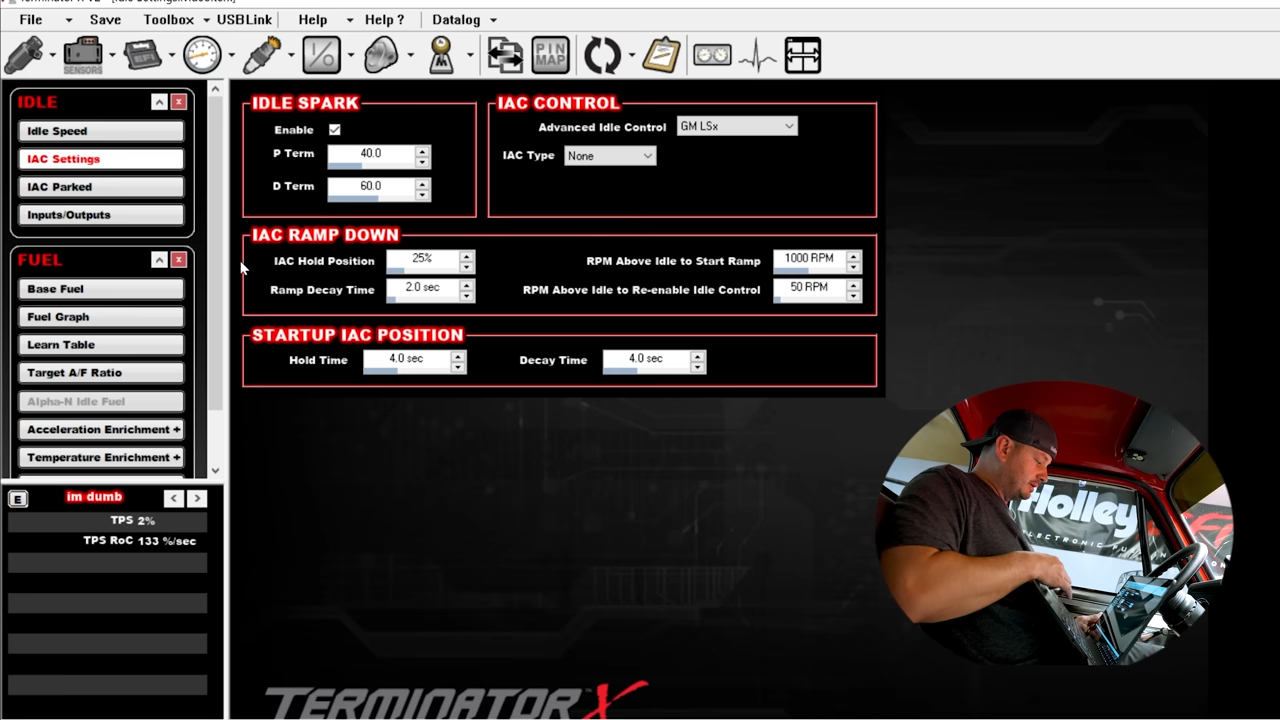 File Save Toolbox USBLink Help Help ? Datalog
SENSORS EFI I/O PIN MAP
IDLE
Idle Speed
IAC Settings
IAC Parked
Inputs/Outputs
FUEL
Base Fuel
Fuel Graph
Learn Table
Target A/F Ratio
Alpha-N Idle Fuel
Acceleration Enrichment +
Temperature Enrichment +
E im dumb < >
TPS 2%
TPS RoC 133 %/sec
IDLE SPARK
Enable
P Term 40.0
D Term 60.0
IAC CONTROL
Advanced Idle Control GM LSx
IAC Type None
IAC RAMP DOWN
IAC Hold Position 25% RPM Above Idle to Start Ramp 1000 RPM
Ramp Decay Time 2.0 sec RPM Above Idle to Re-enable Idle Control 50 RPM
STARTUP IAC POSITION
Hold Time 4.0 sec Decay Time 4.0 sec
Holley
TERMINATOR X